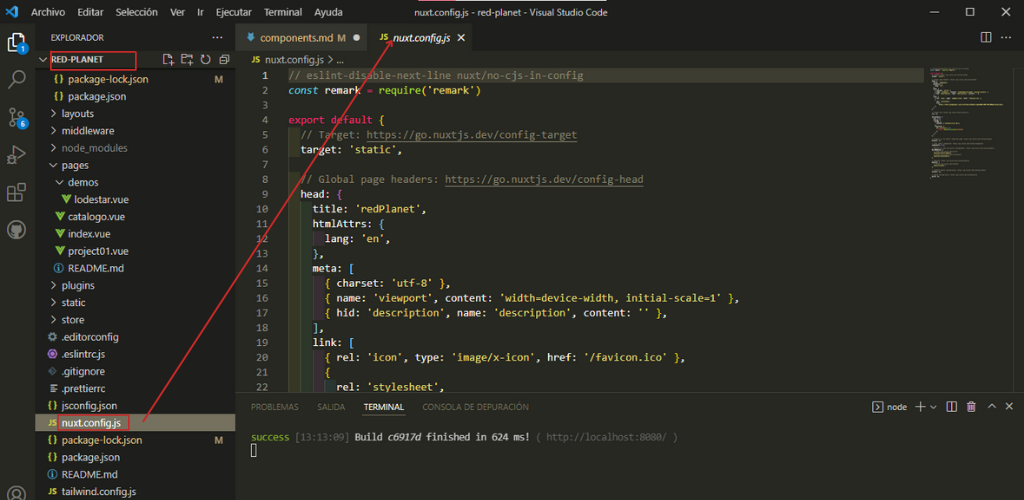 Archivo Editar Selección Ver Ir Ejecutar Terminal Ayuda
nuxt.config.js - red-planet - Visual Studio Code
EXPLORADOR
RED-PLANET
package-lock.json M
package.json
layouts
middleware
node_modules
pages
demos
lodestar.vue
catalogo.vue
index.vue
project01.vue
README.md
plugins
static
store
.editorconfig
.eslintrc.js
.gitignore
.prettierrc
jsconfig.json
JS nuxt.config.js
package-lock.json M
package.json
README.md
JS tailwind.config.js
1
6
components.md M
JS nuxt.config.js
JS nuxt.config.js > ...
1 // eslint-disable-next-line nuxt/no-cjs-in-config
2 const remark = require('remark')
3
4 export default {
5 // Target: https://go.nuxtjs.dev/config-target
6 target: 'static',
7
8 // Global page headers: https://go.nuxtjs.dev/config-head
9 head: {
10 title: 'redPlanet',
11 htmlAttrs: {
12 lang: 'en',
13 },
14 meta: [
15 { charset: 'utf-8' },
16 { name: 'viewport', content: 'width=device-width, initial-scale=1' },
17 { hid: 'description', name: 'description', content: '' },
18 ],
19 link: [
20 { rel: 'icon', type: 'image/x-icon', href: '/favicon.ico' },
21 {
22 rel: 'stylesheet',
PROBLEMAS SALIDA TERMINAL CONSOLA DE DEPURACIÓN
node
success [13:13:09] Build c6917d finished in 624 ms! ( http://localhost:8080/ )